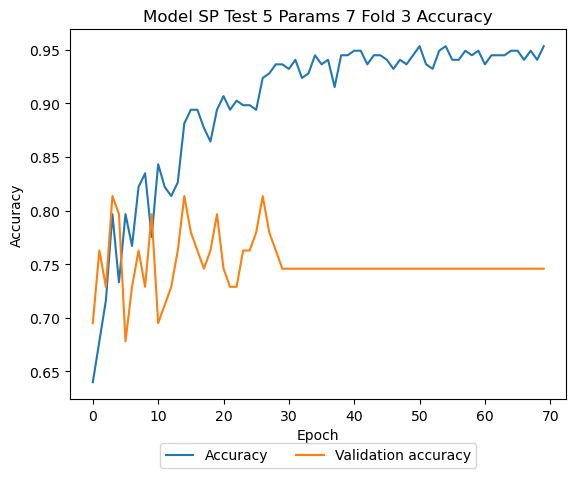 Model SP Test 5 Params 7 Fold 3 Accuracy
Accuracy
0.95
0.90
0.85
0.80
0.75
0.70
0.65
0 10 20 30 40 50 60 70
Epoch
Accuracy Validation accuracy